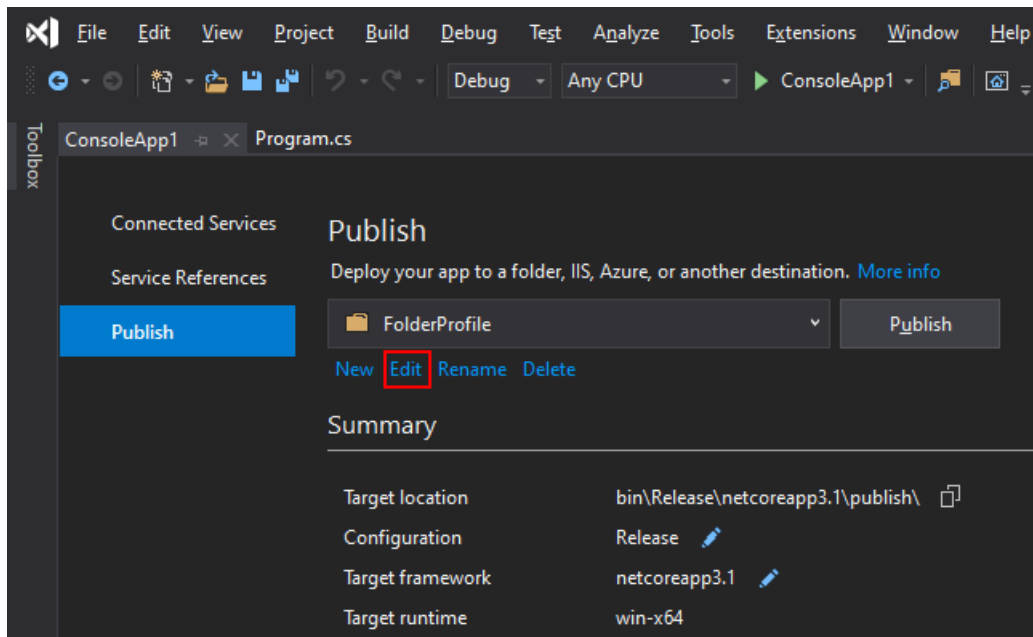 File Edit View Project Build Debug Test Analyze Tools Extensions Window Help
Debug Any CPU ConsoleApp1
Toolbox
ConsoleApp1 Program.cs
Connected Services
Service References
Publish
Publish
Deploy your app to a folder, IIS, Azure, or another destination. More info
FolderProfile Publish
New Edit Rename Delete
Summary
Target location bin\Release\netcoreapp3.1\publish\
Configuration Release
Target framework netcoreapp3.1
Target runtime win-x64